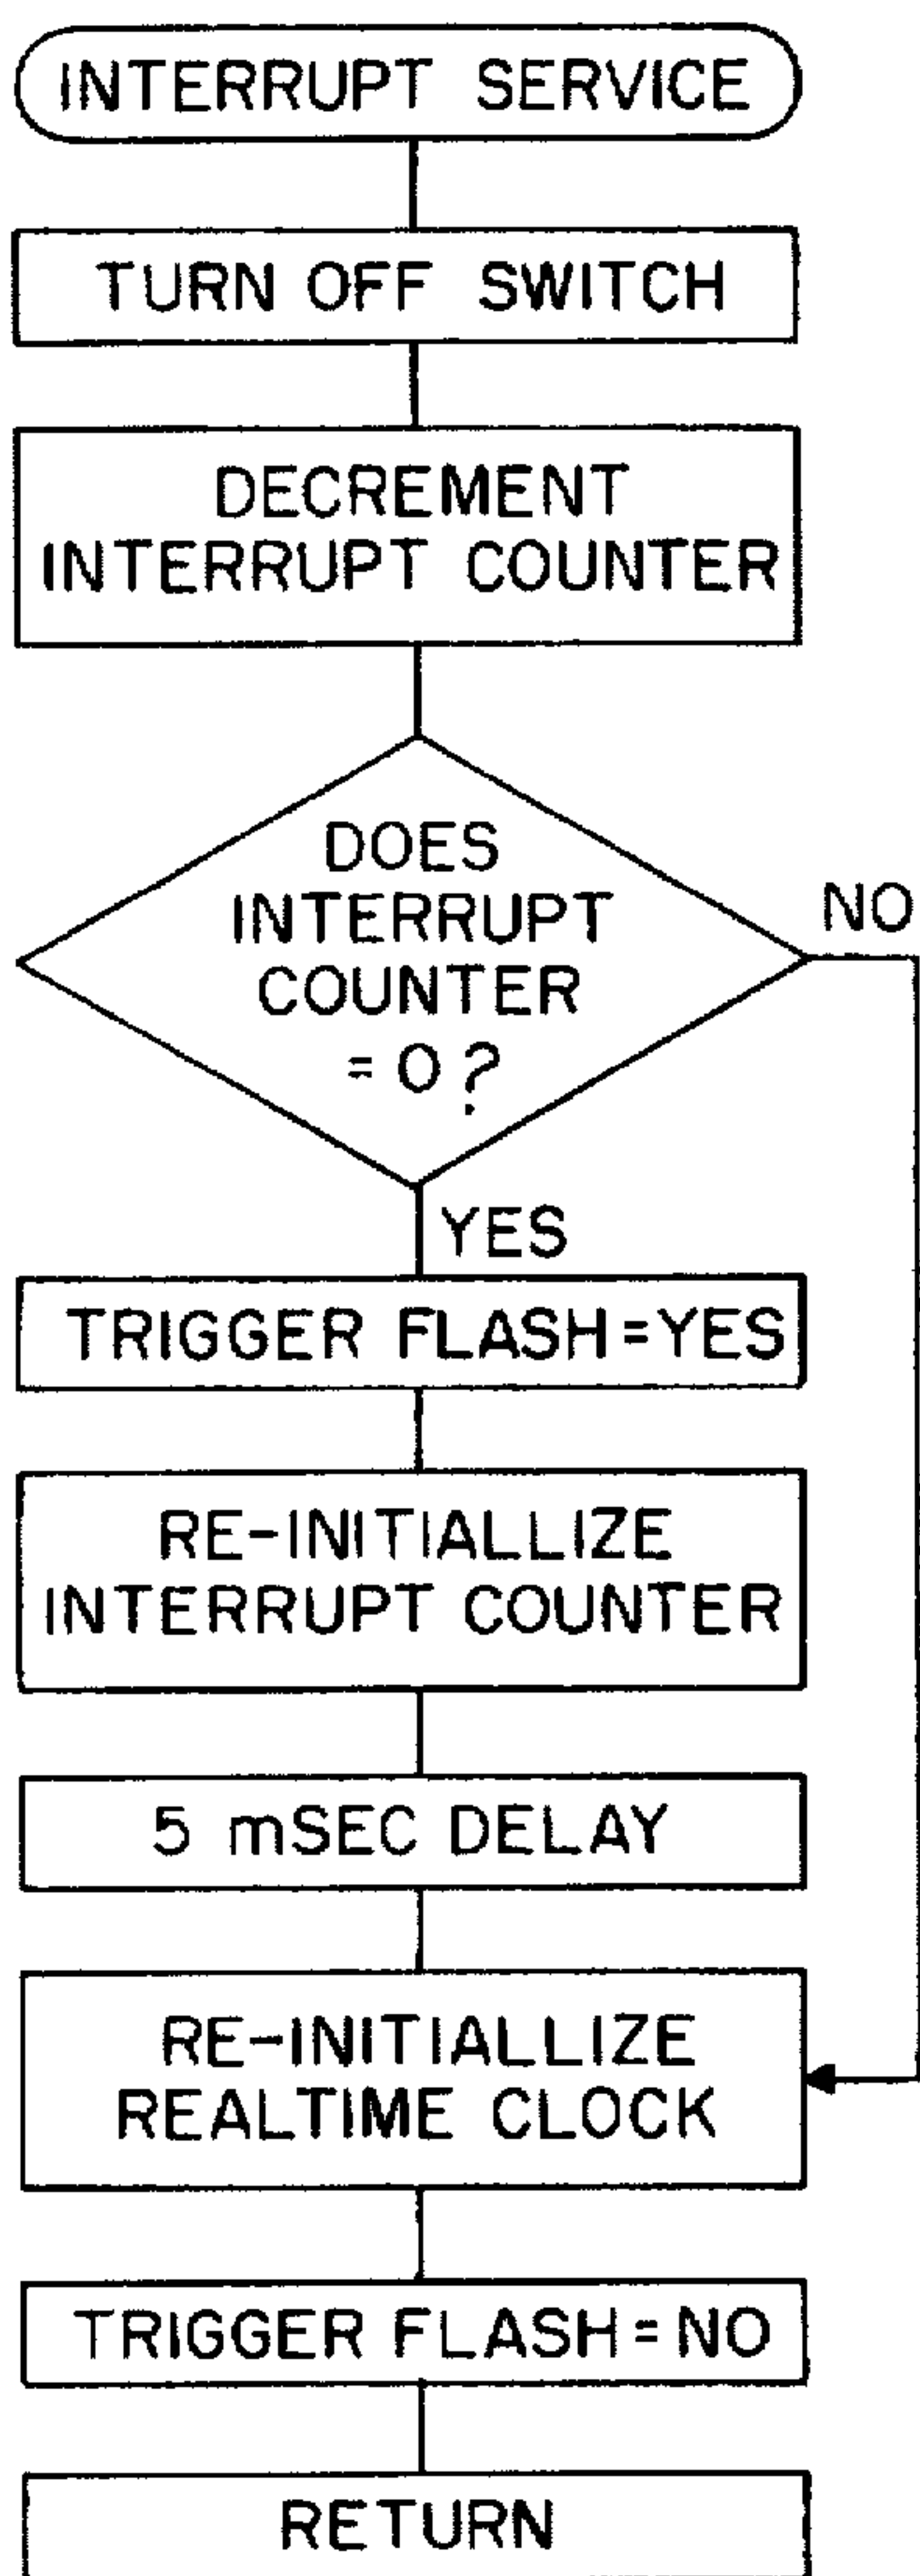 INTERRUPT SERVICE
TURN OFF SWITCH
DECREMENT
INTERRUPT COUNTER
DOES
INTERRUPT
COUNTER
= 0 ?
NO
YES
TRIGGER FLASH = YES
RE-INITIALLIZE
INTERRUPT COUNTER
5 mSEC DELAY
RE-INITIALLIZE
REALTIME CLOCK
TRIGGER FLASH = NO
RETURN